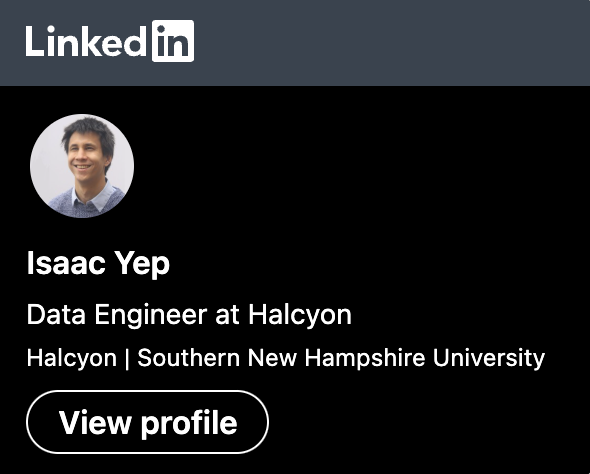 LinkedIn
Isaac Yep
Data Engineer at Halcyon
Halcyon | Southern New Hampshire University
View profile